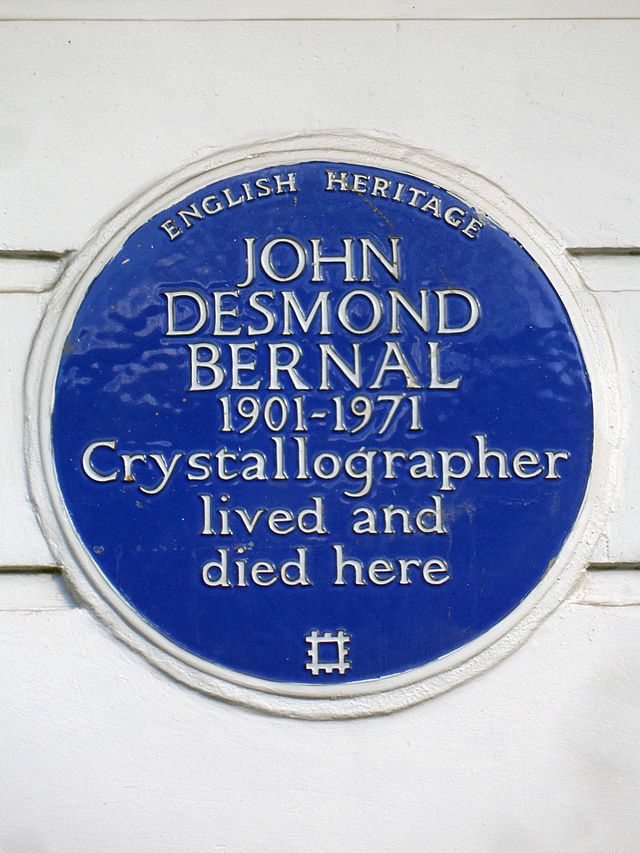 ENGLISH HERITAGE
JOHN
DESMOND
BERNAL
1901-1971
Crystallographer
lived and
died here